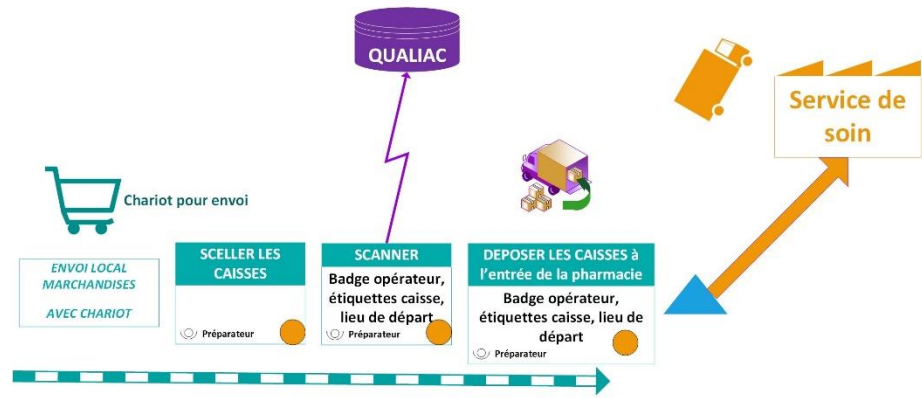 QUALIAC
Service de
soin
Chariot pour envoi
ENVOI LOCAL
MARCHANDISES
AVEC CHARIOT
SCELLER LES
CAISSES
Préparateur
SCANNER
Badge opérateur,
étiquettes caisse,
lieu de départ
Préparateur
DEPOSER LES CAISSES à
l'entrée de la pharmacie
Badge opérateur,
étiquettes caisse, lieu de
départ
Préparateur